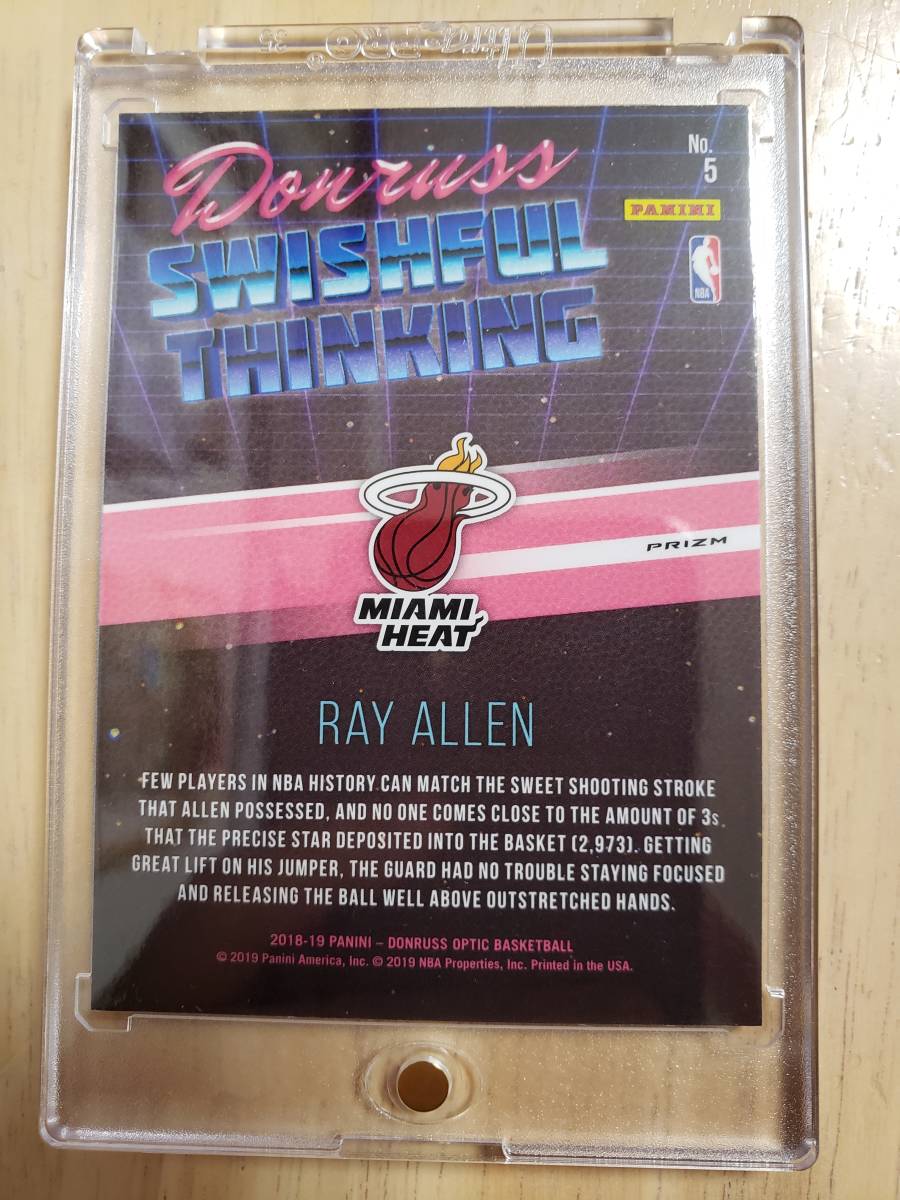 35 Ultra·PRO®
Donruss
SWISHFUL
THINKING
No.
5
PANINI
NBA
PRIZM
MIAMI
HEAT
RAY ALLEN
FEW PLAYERS IN NBA HISTORY CAN MATCH THE SWEET SHOOTING STROKE
THAT ALLEN POSSESSED, AND NO ONE COMES CLOSE TO THE AMOUNT OF 3s
THAT THE PRECISE STAR DEPOSITED INTO THE BASKET (2,973). GETTING
GREAT LIFT ON HIS JUMPER, THE GUARD HAD NO TROUBLE STAYING FOCUSED
AND RELEASING THE BALL WELL ABOVE OUTSTRETCHED HANDS.
2018-19 PANINI – DONRUSS OPTIC BASKETBALL
© 2019 Panini America, Inc. © 2019 NBA Properties, Inc. Printed in the USA.